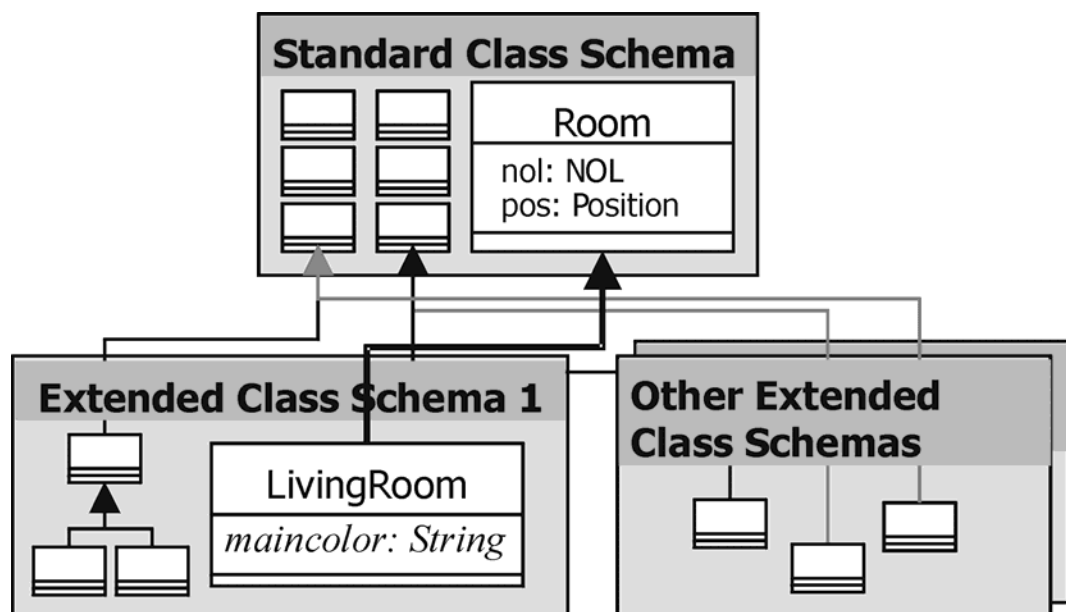 Standard Class Schema
Room
nol: NOL
pos: Position
Extended Class Schema 1
LivingRoom
maincolor: String
Other Extended
Class Schemas